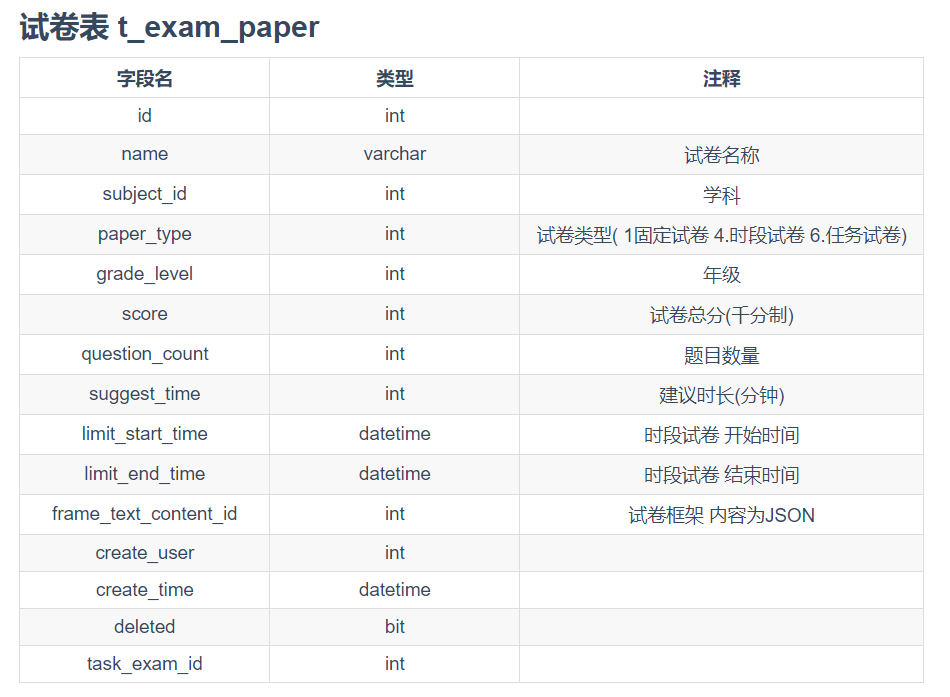 试卷表 t_exam_paper
字段名 类型 注释
id int
name varchar 试卷名称
subject_id int 学科
paper_type int 试卷类型( 1固定试卷 4.时段试卷 6.任务试卷)
grade_level int 年级
score int 试卷总分(千分制)
question_count int 题目数量
suggest_time int 建议时长(分钟)
limit_start_time datetime 时段试卷 开始时间
limit_end_time datetime 时段试卷 结束时间
frame_text_content_id int 试卷框架 内容为JSON
create_user int
create_time datetime
deleted bit
task_exam_id int